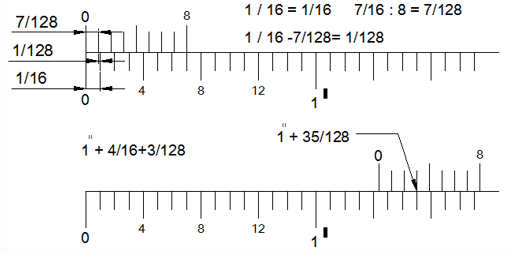 0 8 1 / 16 = 1/16 7/16 : 8 = 7/128
7/128
1 / 16 -7/128= 1/128
1/128
1/16
0 4 8 12 1
1" + 4/16+3/128
1" + 35/128
0 8
0 4 8 12 1